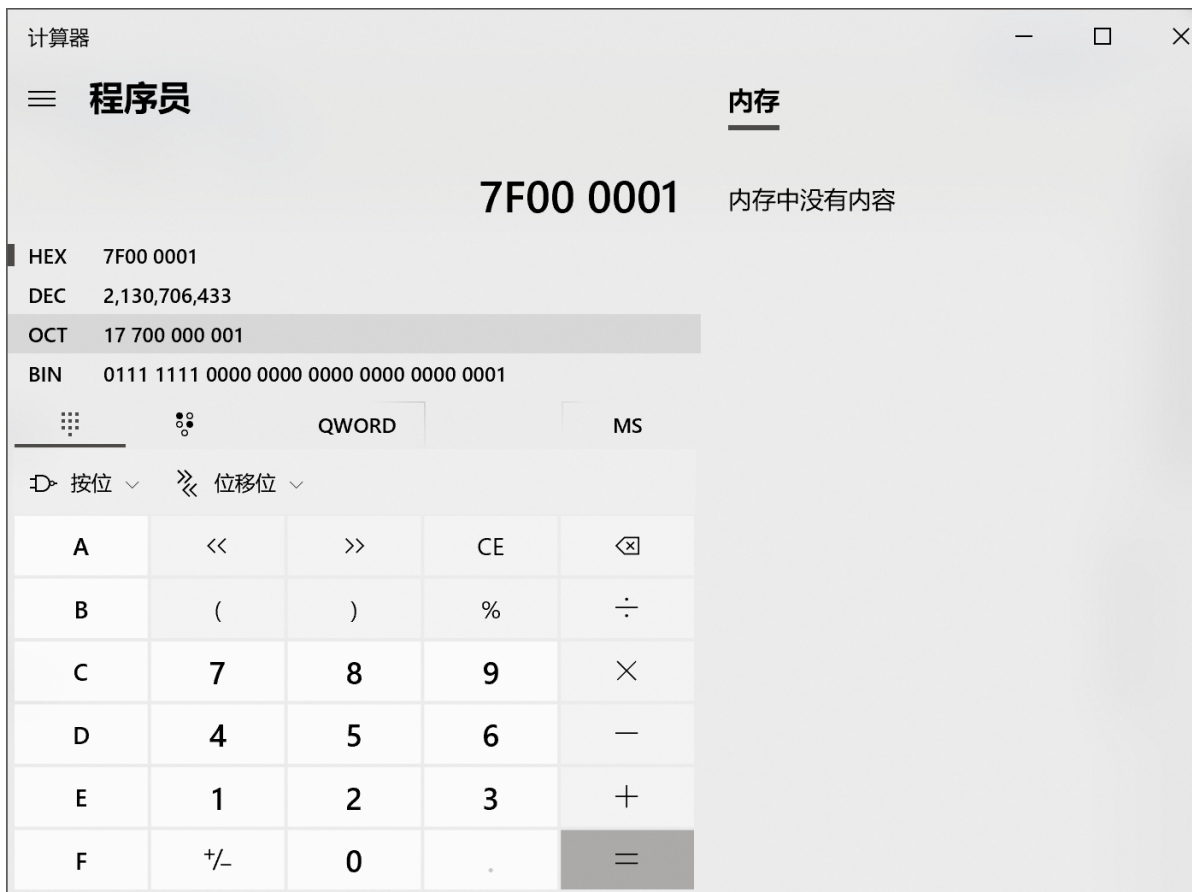 计算器
程序员
内存
7F00 0001
内存中没有内容
HEX 7F00 0001
DEC 2,130,706,433
OCT 17 700 000 001
BIN 0111 1111 0000 0000 0000 0000 0000 0001
QWORD MS
按位 位移位
A << >> CE
B ( ) % ÷
C 7 8 9 ×
D 4 5 6 −
E 1 2 3 +
F +/− 0 . =